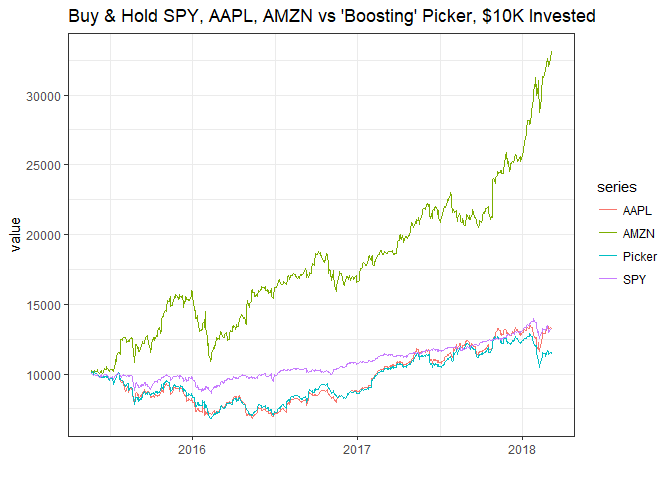 Buy & Hold SPY, AAPL, AMZN vs 'Boosting' Picker, $10K Invested
30000
25000
20000
15000
10000
value
2016
2017
2018
series
AAPL
AMZN
Picker
SPY